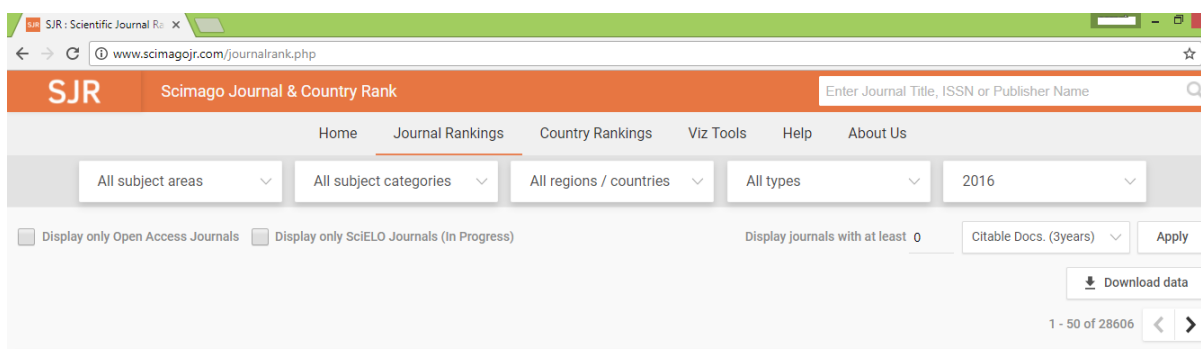 SJR SJR : Scientific Journal Ra
www.scimagojr.com/journalrank.php
SJR Scimago Journal & Country Rank Enter Journal Title, ISSN or Publisher Name
Home Journal Rankings Country Rankings Viz Tools Help About Us
All subject areas All subject categories All regions / countries All types 2016
Display only Open Access Journals Display only SciELO Journals (In Progress) Display journals with at least 0 Citable Docs. (3years) Apply
Download data
1 - 50 of 28606